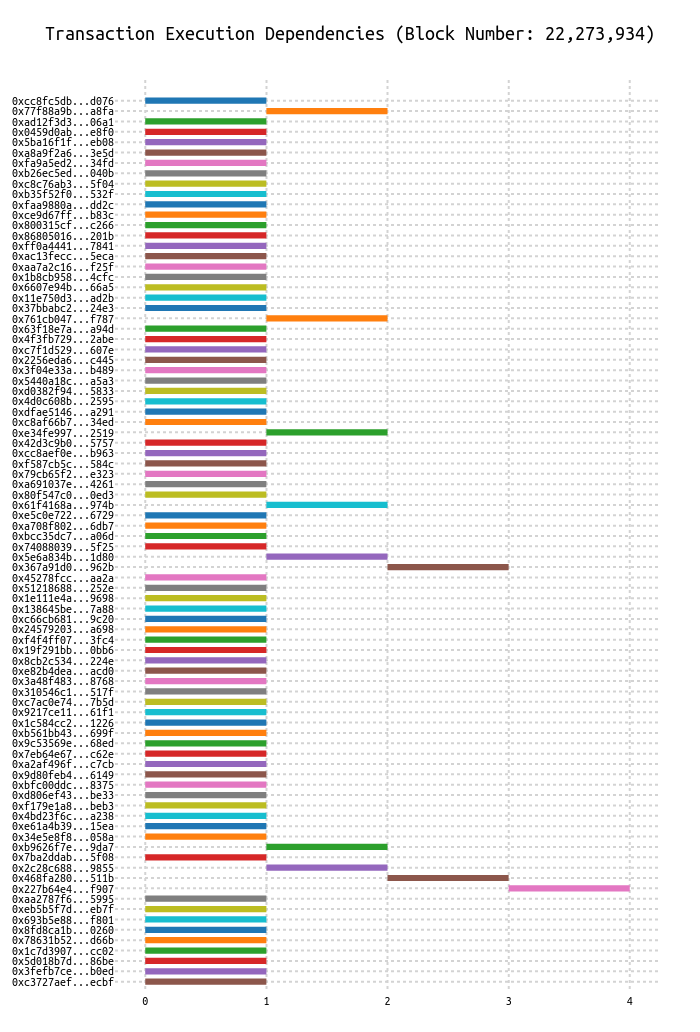 Transaction Execution Dependencies (Block Number: 22,273,934)
0xcc8fc5db...d076
0x77f88a9b...a8fa
0xad12f3d3...06a1
0x0459d0ab...e8f0
0x5ba16f1f...eb08
0xa8a9f2a6...3e5d
0xfa9a5ed2...34fd
0xb26ec5ed...040b
0xc8c76ab3...5f04
0xb35f52f0...532f
0xfaa9880a...dd2c
0xce9d67ff...b83c
0x800315cf...c266
0x86805016...201b
0xff0a4441...7841
0xac13fecc...5eca
0xaa7a2c16...f25f
0x1b8cb958...4cfc
0x6607e94b...66a5
0x11e750d3...ad2b
0x37bbabc2...24e3
0x761cb047...f787
0x63f18e7a...a94d
0x4f3fb729...2abe
0xc7f1d529...607e
0x2256eda6...c445
0x3f04e33a...b489
0x5440a18c...a5a3
0xd0382f94...5833
0x4d0c608b...2595
0xdfae5146...a291
0xc8af66b7...34ed
0xe34fe997...2519
0x42d3c9b0...5757
0xcc8aef0e...b963
0xf587cb5c...584c
0x79cb65f2...e323
0xa691037e...4261
0x80f547c0...0ed3
0x61f4168a...974b
0xe5c0e722...6729
0xa708f802...6db7
0xbcc35dc7...a06d
0x74088039...5f25
0x5e6a834b...1d80
0x367a91d0...962b
0x45278fcc...aa2a
0x51218688...252e
0x1e111e4a...9698
0x138645be...7a88
0xc66cb681...9c20
0x24579203...a698
0xf4f4ff07...3fc4
0x19f291bb...0bb6
0x8cb2c534...224e
0xe82b4dea...acd0
0x3a48f483...8768
0x310546c1...517f
0xc7ac0e74...7b5d
0x9217ce11...61f1
0x1c584cc2...1226
0xb561bb43...699f
0x9c53569e...68ed
0x7eb64e67...c62e
0xa2af496f...c7cb
0x9d80feb4...6149
0xbfc00ddc...8375
0xd806ef43...be33
0xf179e1a8...beb3
0x4bd23f6c...a238
0xe61a4b39...15ea
0x34e5e8f8...058a
0xb9626f7e...9da7
0x7ba2ddab...5f08
0x2c28c688...9855
0x468fa280...511b
0x227b64e4...f907
0xaa2787f6...5995
0xeb5b5f7d...eb7f
0x693b5e88...f801
0x8fd8ca1b...0260
0x78631b52...d66b
0x1c7d3907...cc02
0x5d018b7d...86be
0x3fefb7ce...b0ed
0xc3727aef...ecbf
0 1 2 3 4